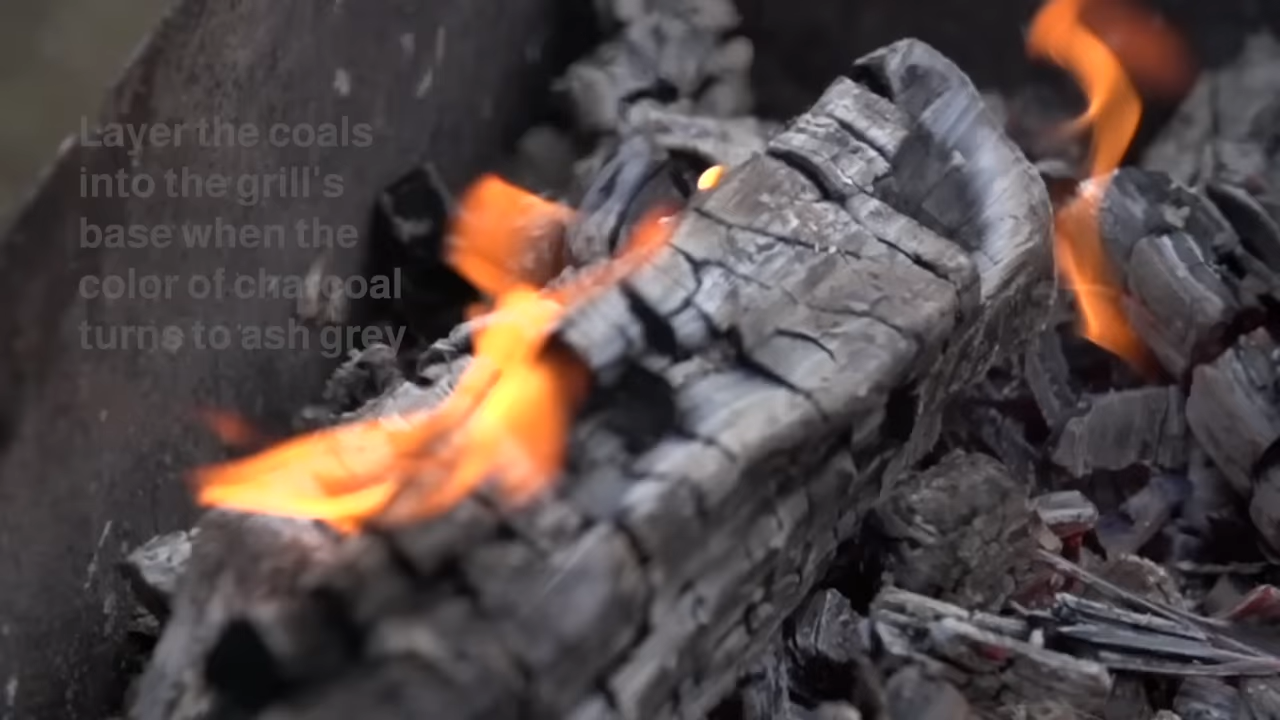 Layer the coals
into the grill's
base when the
color of charcoal
turns to ash grey